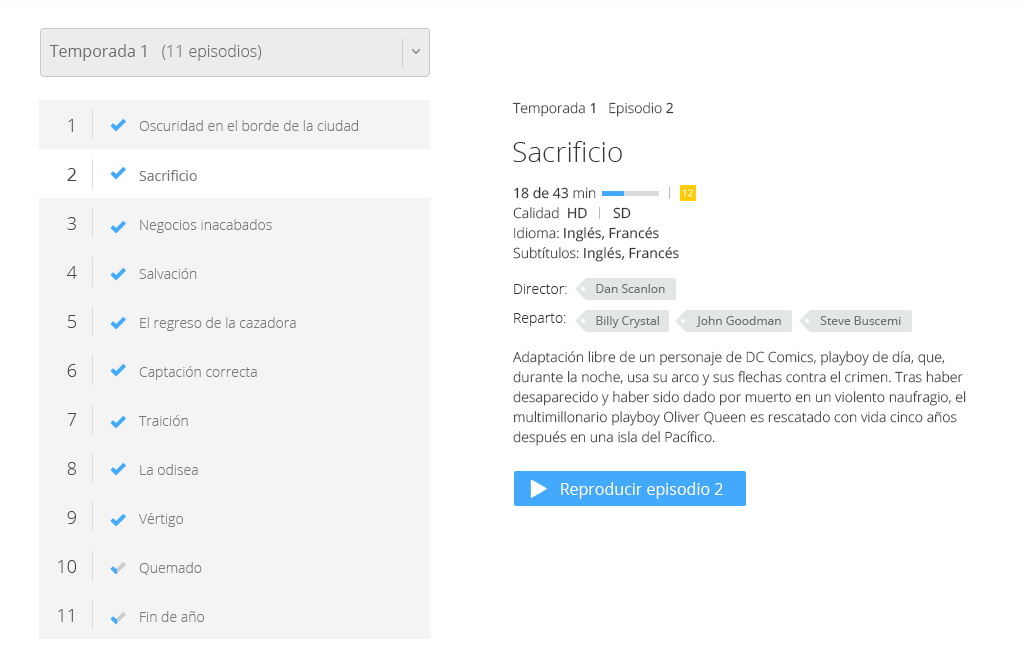 Temporada 1 (11 episodios)
1 Oscuridad en el borde de la ciudad
2 Sacrificio
3 Negocios inacabados
4 Salvación
5 El regreso de la cazadora
6 Captación correcta
7 Traición
8 La odisea
9 Vértigo
10 Quemado
11 Fin de año
Temporada 1 Episodio 2
Sacrificio
18 de 43 min 12
Calidad HD SD
Idioma: Inglés, Francés
Subtítulos: Inglés, Francés
Director: Dan Scanlon
Reparto: Billy Crystal John Goodman Steve Buscemi
Adaptación libre de un personaje de DC Comics, playboy de día, que,
durante la noche, usa su arco y sus flechas contra el crimen. Tras haber
desaparecido y haber sido dado por muerto en un violento naufragio, el
multimillonario playboy Oliver Queen es rescatado con vida cinco años
después en una isla del Pacífico.
Reproducir episodio 2